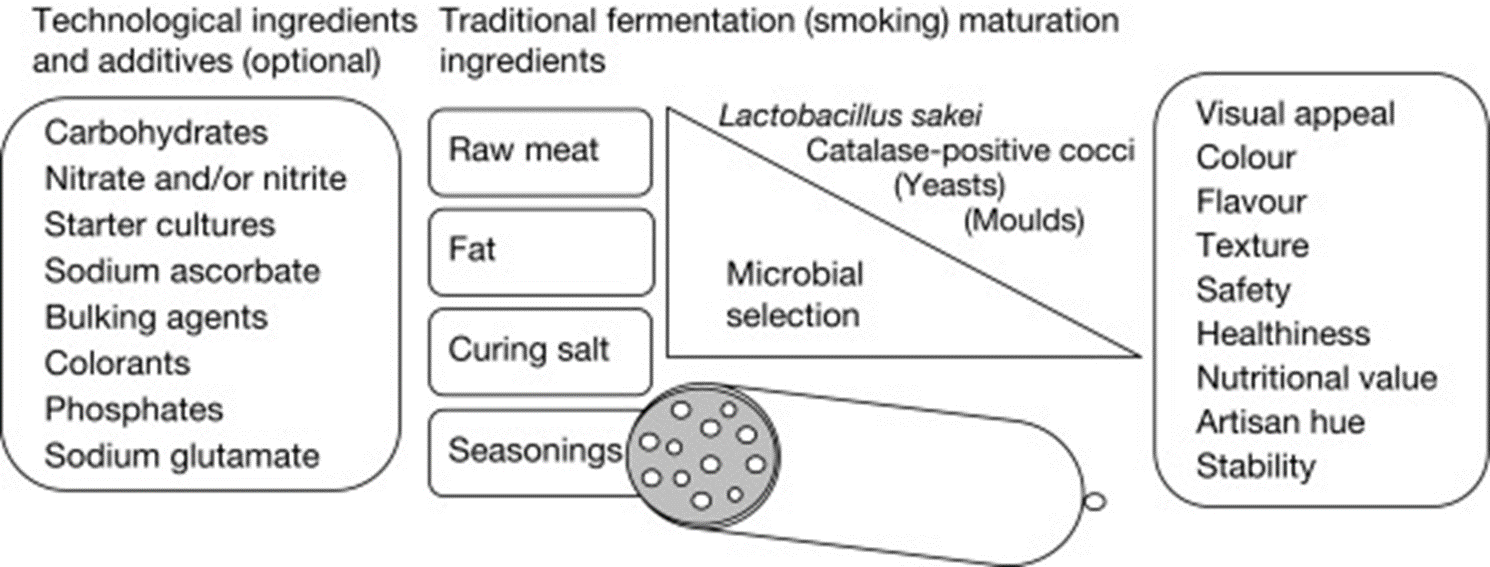 Technological ingredients
and additives (optional)
Carbohydrates
Nitrate and/or nitrite
Starter cultures
Sodium ascorbate
Bulking agents
Colorants
Phosphates
Sodium glutamate
Traditional fermentation (smoking) maturation
ingredients
Raw meat
Fat
Curing salt
Seasonings
Lactobacillus sakei
Catalase-positive cocci
(Yeasts)
(Moulds)
Microbial
selection
Visual appeal
Colour
Flavour
Texture
Safety
Healthiness
Nutritional value
Artisan hue
Stability